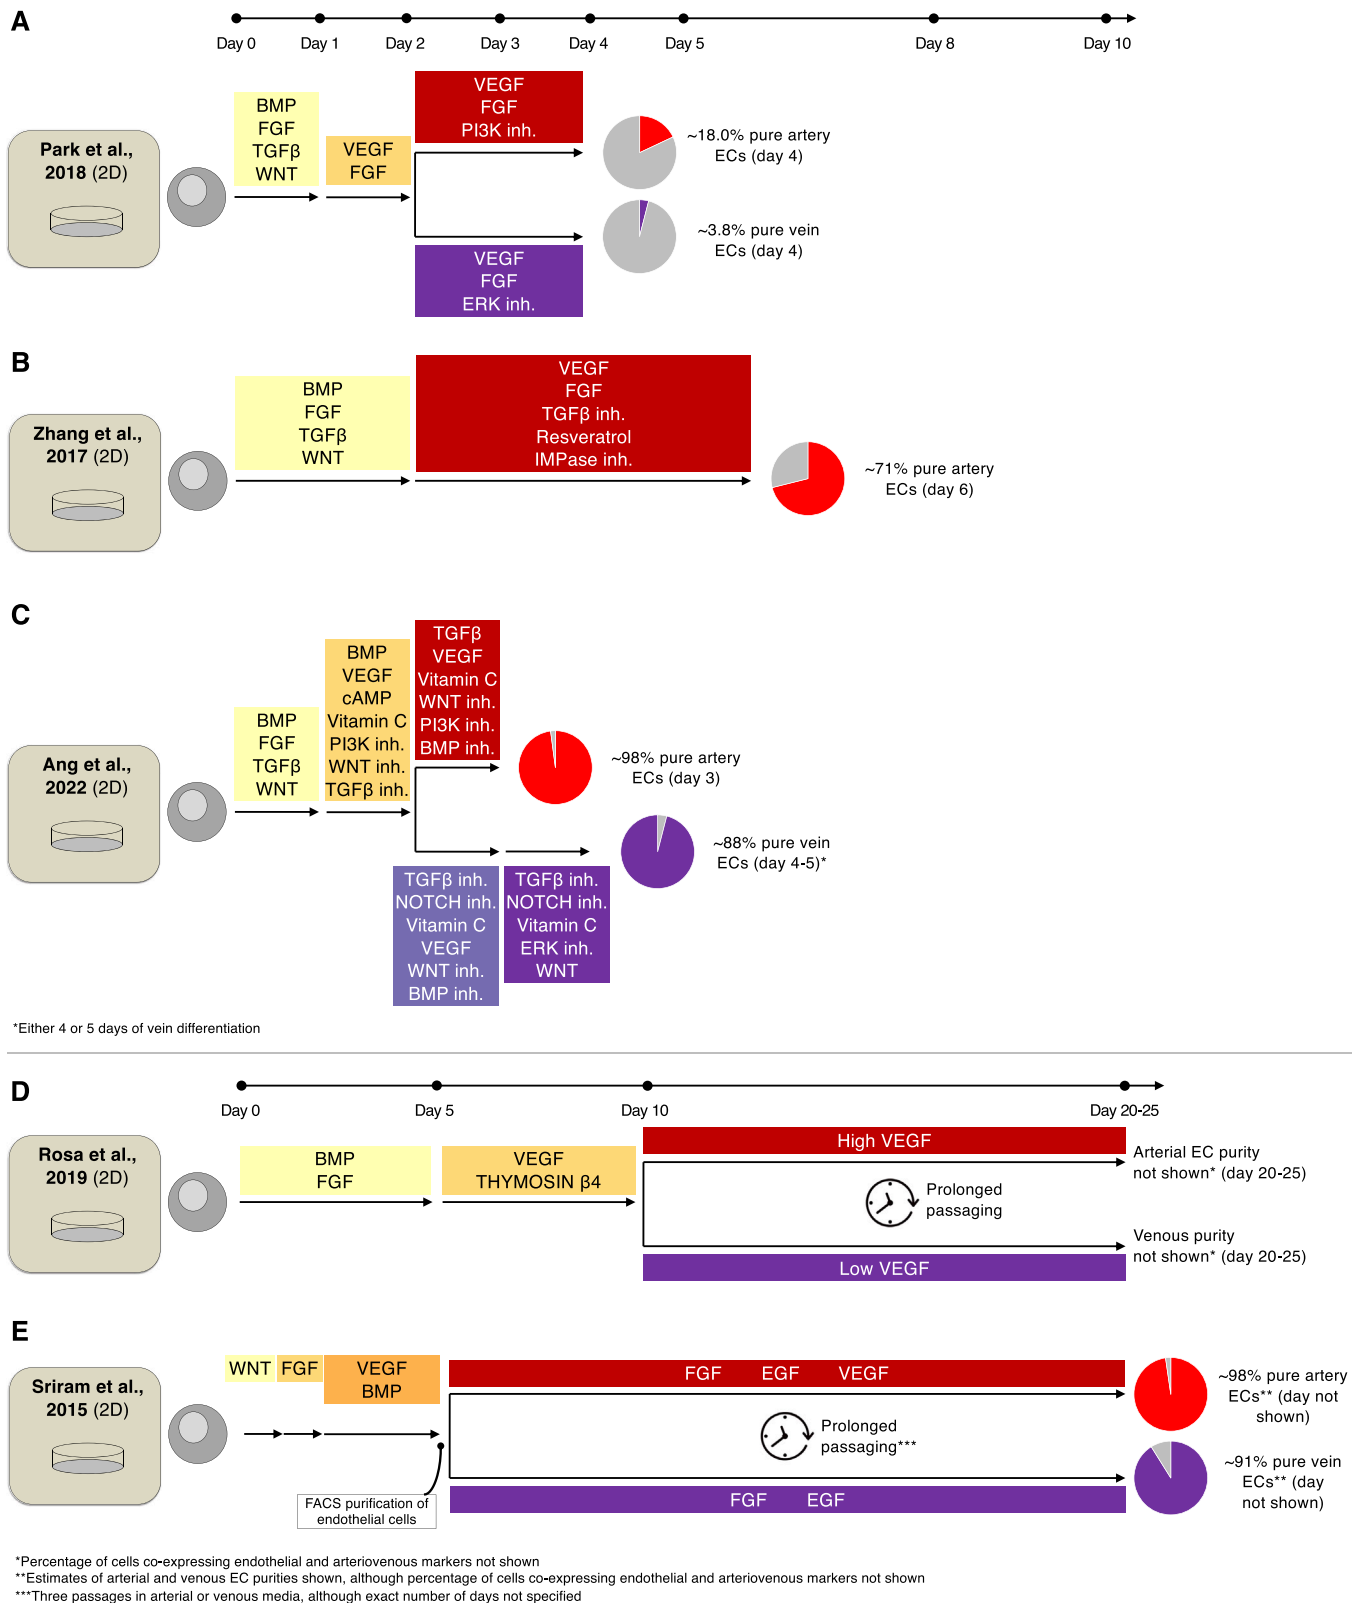 A
Day 0
Day 1
Day 2
Day 3
Day 4
Day 5
Day 8
Day 10
Park et al.,
2018 (2D)
BMP
FGF
TGFβ
WNT
VEGF
FGF
VEGF
FGF
PI3K inh.
~18.0% pure artery
ECs (day 4)
~3.8% pure vein
ECs (day 4)
VEGF
FGF
ERK inh.
B
Zhang et al.,
2017 (2D)
BMP
FGF
TGFβ
WNT
VEGF
FGF
TGFβ inh.
Resveratrol
IMPase inh.
~71% pure artery
ECs (day 6)
C
Ang et al.,
2022 (2D)
BMP
FGF
TGFβ
WNT
BMP
VEGF
cAMP
Vitamin C
PI3K inh.
WNT inh.
TGFβ inh.
TGFβ
VEGF
Vitamin C
WNT inh.
PI3K inh.
BMP inh.
~98% pure artery
ECs (day 3)
~88% pure vein
ECs (day 4-5)*
TGFβ inh.
NOTCH inh.
Vitamin C
VEGF
WNT inh.
BMP inh.
TGFβ inh.
NOTCH inh.
Vitamin C
ERK inh.
WNT
*Either 4 or 5 days of vein differentiation
D
Day 0
Day 5
Day 10
Day 20-25
Rosa et al.,
2019 (2D)
BMP
FGF
VEGF
THYMOSIN β4
High VEGF
Prolonged
passaging
Low VEGF
Arterial EC purity
not shown* (day 20-25)
Venous purity
not shown* (day 20-25)
E
Sriram et al.,
2015 (2D)
WNT
FGF
VEGF
BMP
FACS purification of
endothelial cells
FGF EGF VEGF
Prolonged
passaging***
FGF EGF
~98% pure artery
ECs** (day not
shown)
~91% pure vein
ECs** (day
not shown)
*Percentage of cells co-expressing endothelial and arteriovenous markers not shown
**Estimates of arterial and venous EC purities shown, although percentage of cells co-expressing endothelial and arteriovenous markers not shown
***Three passages in arterial or venous media, although exact number of days not specified